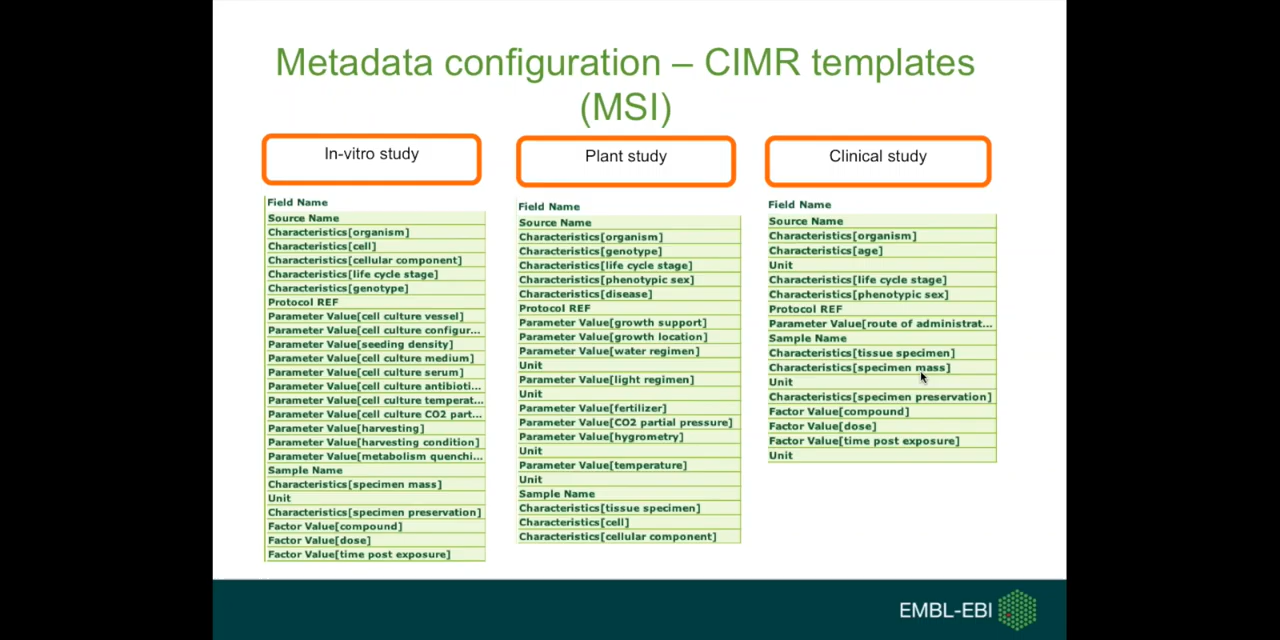 Metadata configuration – CIMR templates
(MSI)
In-vitro study
Field Name
Source Name
Characteristics[organism]
Characteristics[cell]
Characteristics[cellular component]
Characteristics[life cycle stage]
Characteristics[genotype]
Protocol REF
Parameter Value[cell culture vessel]
Parameter Value[cell culture configur...
Parameter Value[seeding density]
Parameter Value[cell culture medium]
Parameter Value[cell culture serum]
Parameter Value[cell culture antibioti...
Parameter Value[cell culture temperat...
Parameter Value[cell culture CO2 part...
Parameter Value[harvesting]
Parameter Value[harvesting condition]
Parameter Value[metabolism quenchi...
Sample Name
Characteristics[specimen mass]
Unit
Characteristics[specimen preservation]
Factor Value[compound]
Factor Value[dose]
Factor Value[time post exposure]
Plant study
Field Name
Source Name
Characteristics[organism]
Characteristics[genotype]
Characteristics[life cycle stage]
Characteristics[phenotypic sex]
Characteristics[disease]
Protocol REF
Parameter Value[growth support]
Parameter Value[growth location]
Parameter Value[water regimen]
Unit
Parameter Value[light regimen]
Unit
Parameter Value[fertilizer]
Parameter Value[CO2 partial pressure]
Parameter Value[hygrometry]
Unit
Parameter Value[temperature]
Unit
Sample Name
Characteristics[tissue specimen]
Characteristics[cell]
Characteristics[cellular component]
Clinical study
Field Name
Source Name
Characteristics[organism]
Characteristics[age]
Unit
Characteristics[life cycle stage]
Characteristics[phenotypic sex]
Protocol REF
Parameter Value[route of administrat...
Sample Name
Characteristics[tissue specimen]
Characteristics[specimen mass]
Unit
Characteristics[specimen preservation]
Factor Value[compound]
Factor Value[dose]
Factor Value[time post exposure]
Unit
EMBL-EBI